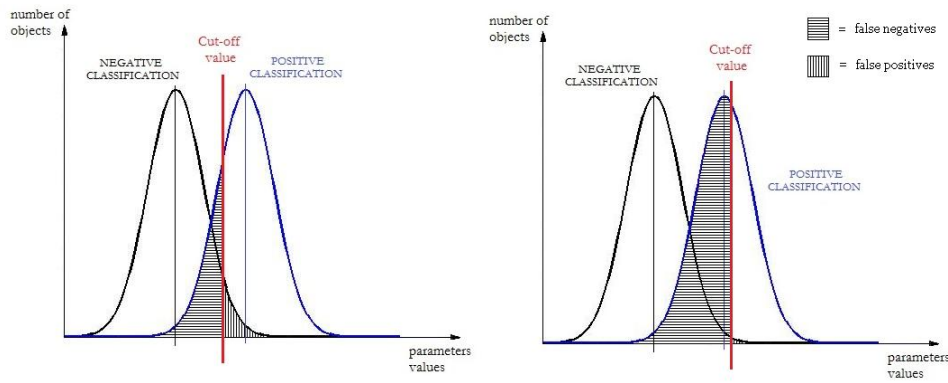 number of
objects
Cut-off
value
NEGATIVE
CLASSIFICATION
POSITIVE
CLASSIFICATION
parameters
values
number of
objects
Cut-off
value
NEGATIVE
CLASSIFICATION
POSITIVE
CLASSIFICATION
parameters
values
= false negatives
= false positives